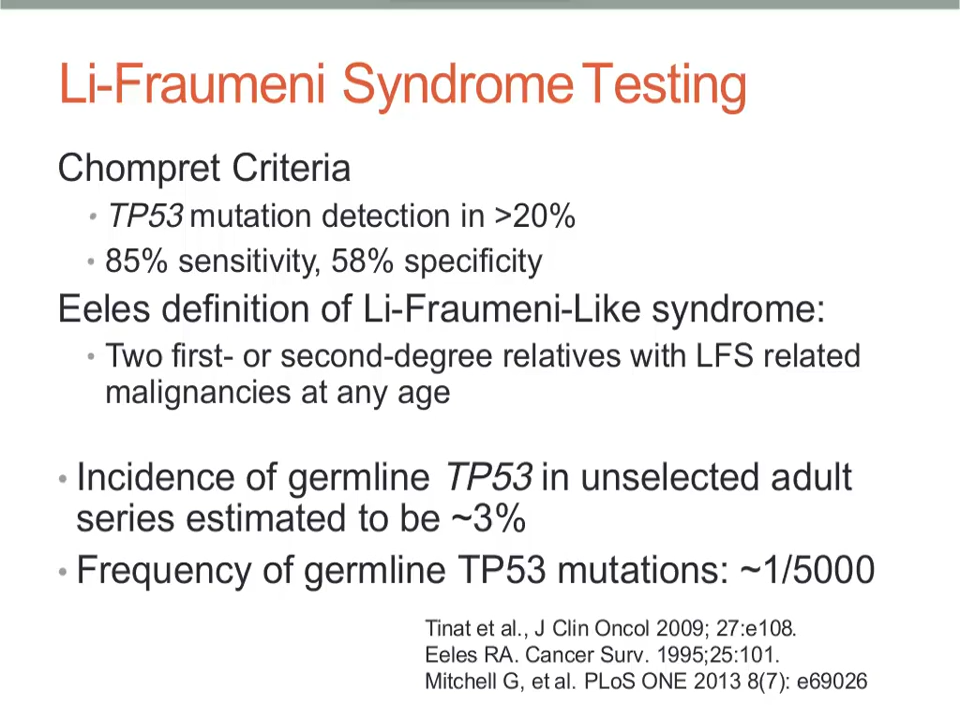 Li-Fraumeni Syndrome Testing
Chompret Criteria
• TP53 mutation detection in >20%
• 85% sensitivity, 58% specificity
Eeles definition of Li-Fraumeni-Like syndrome:
• Two first- or second-degree relatives with LFS related
malignancies at any age
• Incidence of germline TP53 in unselected adult
series estimated to be ~3%
• Frequency of germline TP53 mutations: ~1/5000
Tinat et al., J Clin Oncol 2009; 27:e108.
Eeles RA. Cancer Surv. 1995;25:101.
Mitchell G, et al. PLoS ONE 2013 8(7): e69026